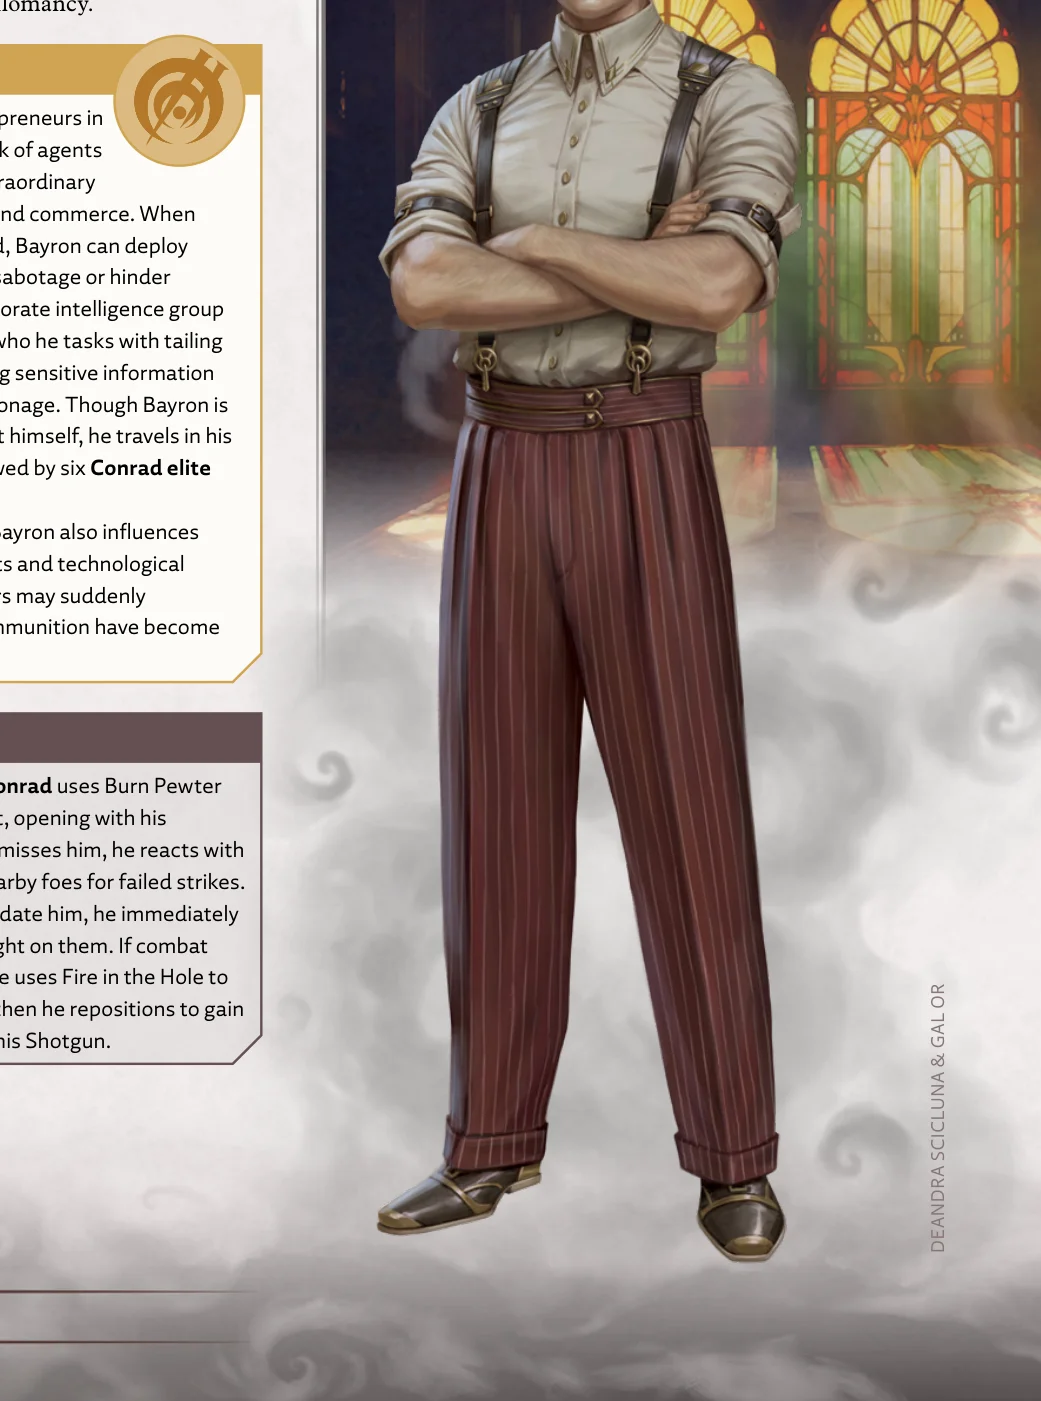 lomancy.
preneurs in
k of agents
raordinary
nd commerce. When
d, Bayron can deploy
sabotage or hinder
orate intelligence group
who he tasks with tailing
g sensitive information
onage. Though Bayron is
t himself, he travels in his
wed by six Conrad elite
Bayron also influences
ts and technological
rs may suddenly
mmunition have become
onrad uses Burn Pewter
t, opening with his
misses him, he reacts with
arby foes for failed strikes.
date him, he immediately
ght on them. If combat
e uses Fire in the Hole to
then he repositions to gain
his Shotgun.
DEANDRA SCICLUNA & GAL OR